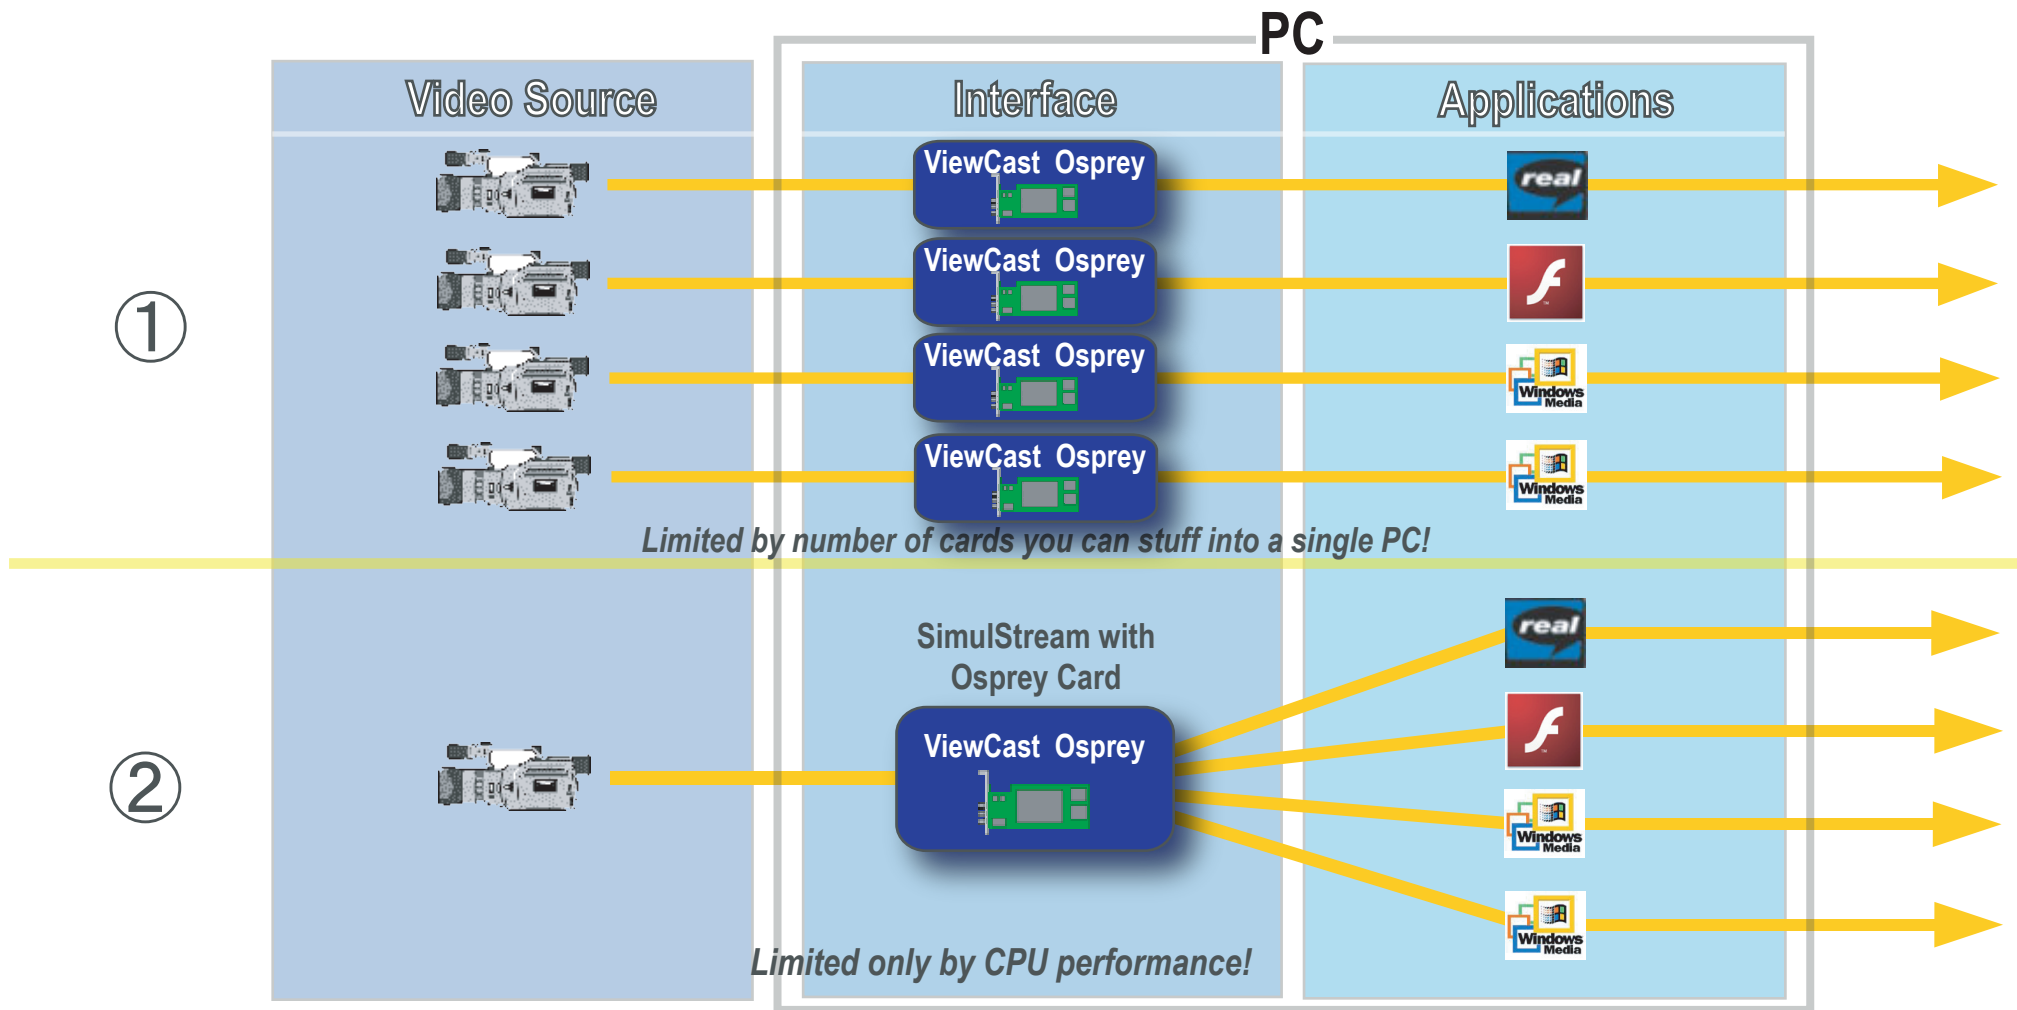 PC
Video Source
Interface
Applications
①
ViewCast Osprey
real
ViewCast Osprey
ViewCast Osprey
Windows
Media
ViewCast Osprey
Windows
Media
Limited by number of cards you can stuff into a single PC!
②
SimulStream with
Osprey Card
ViewCast Osprey
real
Windows
Media
Windows
Media
Limited only by CPU performance!